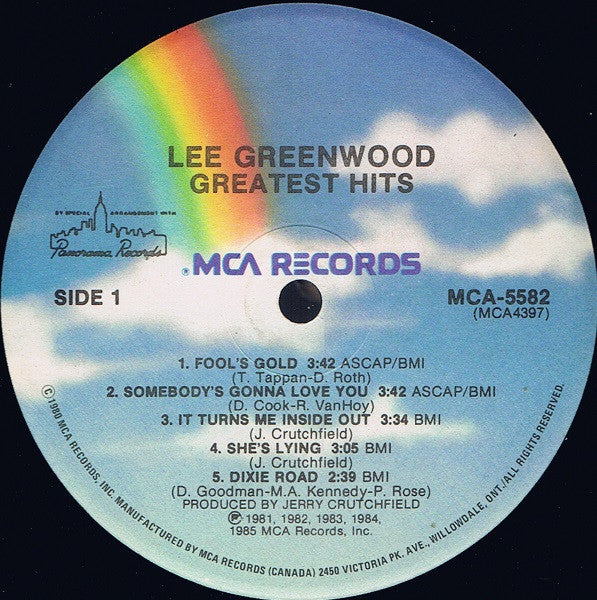 LEE GREENWOOD
GREATEST HITS
BY SPECIAL ARRANGEMENT WITH
Panorama Records
® MCA RECORDS
SIDE 1
MCA-5582
(MCA4397)
1. FOOL'S GOLD 3:42 ASCAP/BMI
(T. Tappan-D. Roth)
2. SOMEBODY'S GONNA LOVE YOU 3:42 ASCAP/BMI
(D. Cook-R. VanHoy)
3. IT TURNS ME INSIDE OUT 3:34 BMI
(J. Crutchfield)
4. SHE'S LYING 3:05 BMI
(J. Crutchfield)
5. DIXIE ROAD 2:39 BMI
(D. Goodman-M.A. Kennedy-P. Rose)
PRODUCED BY JERRY CRUTCHFIELD
℗ 1981, 1982, 1983, 1984,
1985 MCA Records, Inc.
© 1980 MCA RECORDS, INC. MANUFACTURED BY MCA RECORDS (CANADA) 2450 VICTORIA PK. AVE., WILLOWDALE, ONT./ALL RIGHTS RESERVED.